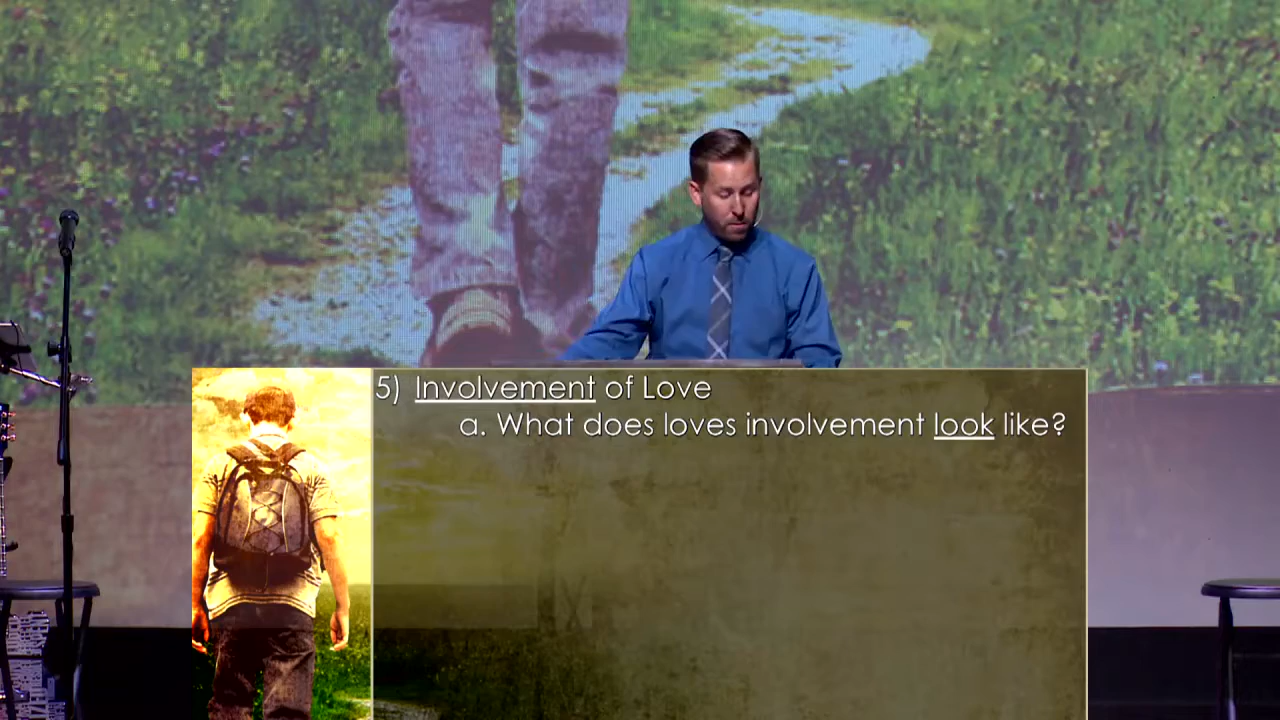 5) Involvement of Love
a. What does loves involvement look like?